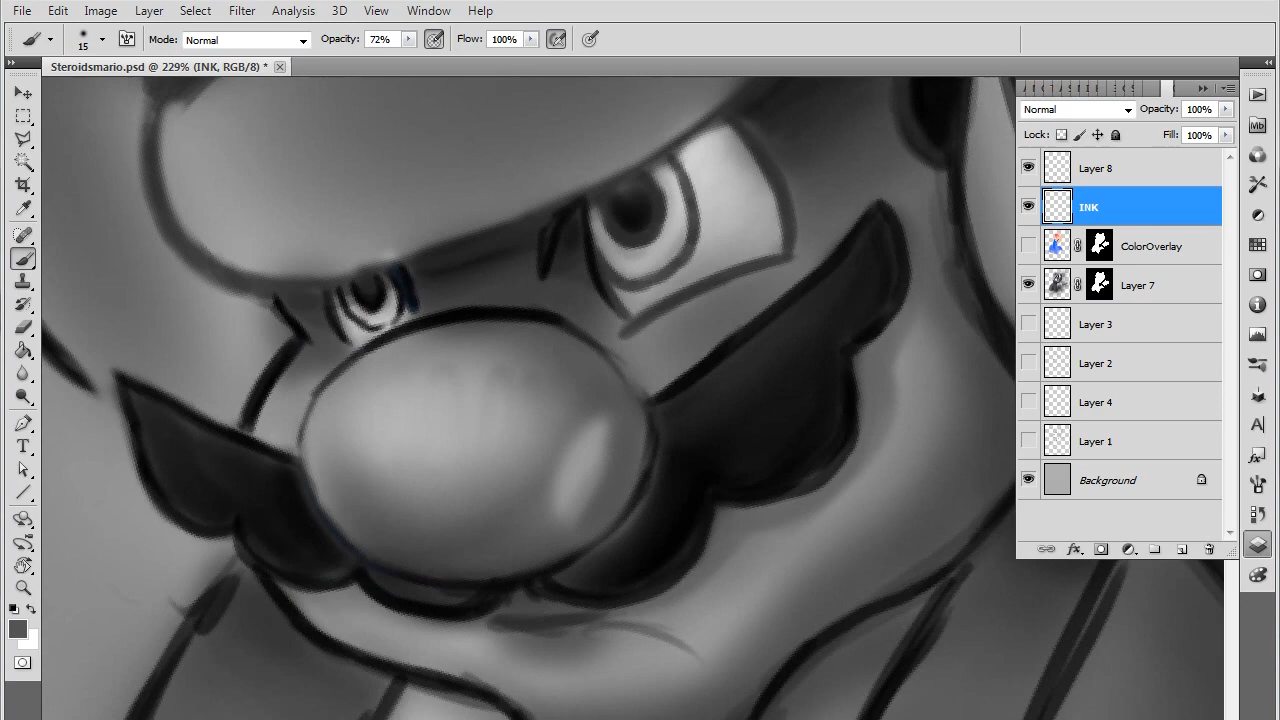 File Edit Image Layer Select Filter Analysis 3D View Window Help
15 Mode: Normal Opacity: 72% Flow: 100%
Steroidsmario.psd @ 229% (INK, RGB/8) *
Normal Opacity: 100%
Lock: Fill: 100%
Layer 8
INK
ColorOverlay
Layer 7
Layer 3
Layer 2
Layer 4
Layer 1
Background
Mb